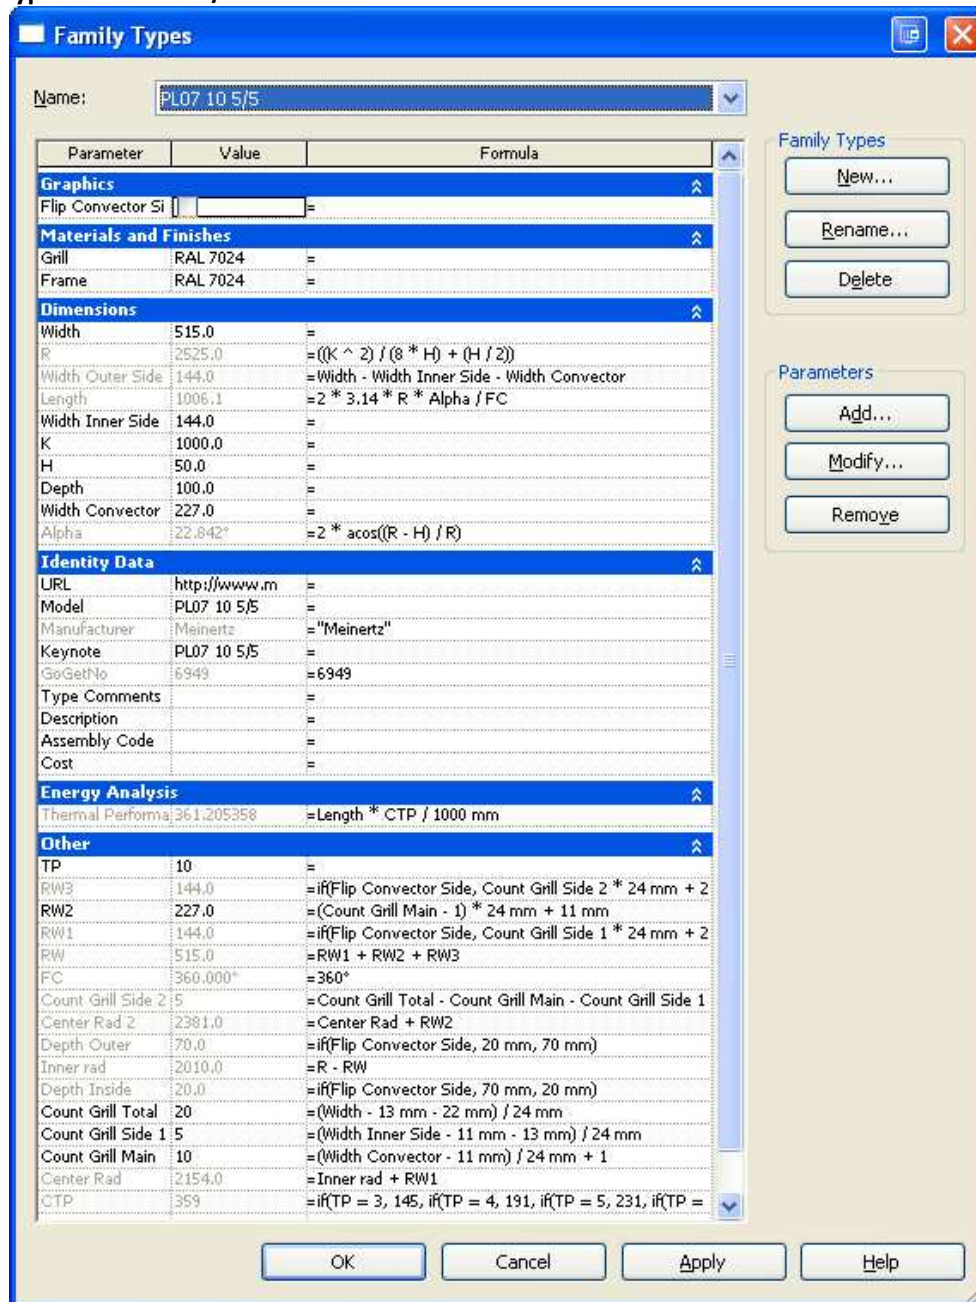 Family Types
Name: PL07 10 5/5
Parameter Value Formula
Graphics
Flip Convector Si =
Materials and Finishes
Grill RAL 7024 =
Frame RAL 7024 =
Dimensions
Width 515.0 =
R 2525.0 =((K ^ 2) / (8 * H) + (H / 2))
Width Outer Side 144.0 =Width - Width Inner Side - Width Convector
Length 1006.1 =2 * 3.14 * R * Alpha / FC
Width Inner Side 144.0 =
K 1000.0 =
H 50.0 =
Depth 100.0 =
Width Convector 227.0 =
Alpha 22.842° =2 * acos((R - H) / R)
Identity Data
URL http://www.m =
Model PL07 10 5/5 =
Manufacturer Meinertz ="Meinertz"
Keynote PL07 10 5/5 =
GoGetNo 6949 =6949
Type Comments =
Description =
Assembly Code =
Cost =
Energy Analysis
Thermal Performa 361.205358 =Length * CTP / 1000 mm
Other
TP 10 =
RW3 144.0 =if(Flip Convector Side, Count Grill Side 2 * 24 mm + 2
RW2 227.0 =(Count Grill Main - 1) * 24 mm + 11 mm
RW1 144.0 =if(Flip Convector Side, Count Grill Side 1 * 24 mm + 2
RW 515.0 =RW1 + RW2 + RW3
FC 360.000° =360°
Count Grill Side 2 5 =Count Grill Total - Count Grill Main - Count Grill Side 1
Center Rad 2 2381.0 =Center Rad + RW2
Depth Outer 70.0 =if(Flip Convector Side, 20 mm, 70 mm)
Inner rad 2010.0 =R - RW
Depth Inside 20.0 =if(Flip Convector Side, 70 mm, 20 mm)
Count Grill Total 20 =(Width - 13 mm - 22 mm) / 24 mm
Count Grill Side 1 5 =(Width Inner Side - 11 mm - 13 mm) / 24 mm
Count Grill Main 10 =(Width Convector - 11 mm) / 24 mm + 1
Center Rad 2154.0 =Inner rad + RW1
CTP 359 =if(TP = 3, 145, if(TP = 4, 191, if(TP = 5, 231, if(TP =
Family Types
New...
Rename...
Delete
Parameters
Add...
Modify...
Remove
OK Cancel Apply Help